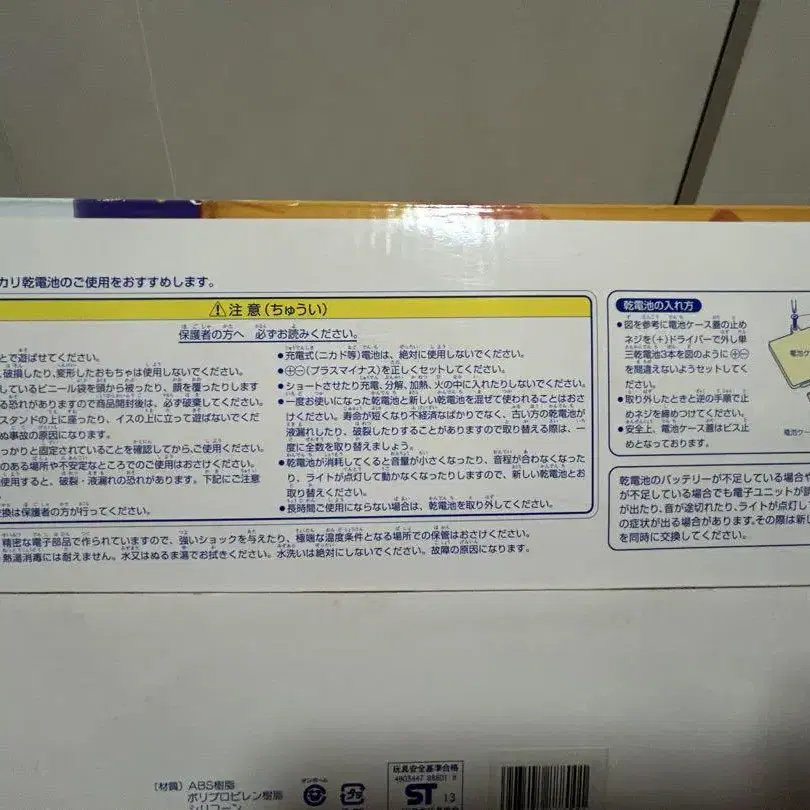 カリ乾電池のご使用をおすすめします。
注意(ちゅうい)
保護者の方へ 必ずお読みください。
とで遊ばせてください。
破損したり、変形したおもちゃは使用しないでください。
しているビニール袋を頭から被ったり、顔を覆ったりします
る恐れがありますので商品開封後は、必ず破棄してください。
スタンドの上に座ったり、イスの上に立って遊ばないでくだ
ぬ事故の原因になります。
っかりと固定されていることを確認してから、ご使用ください。
のある場所や不安定なところでのご使用はおさけください。
使用すると、破裂・液漏れの恐れがあります。下記にご注意
換は保護者の方が行ってください。
●充電式(ニカド等)電池は、絶対に使用しないでください。
●⊕⊖(プラスマイナス)を正しくセットしてください。
●ショートさせたり充電、分解、加熱、火の中に入れたりしないでください。
●一度お使いになった乾電池と新しい乾電池を混ぜて使われることはおさ
けください。寿命が短くなり不経済なばかりでなく、古い方の乾電池が
液漏れしたり、破裂したりすることがありますので取り替える際は、一
度に全数を取り替えましょう。
●乾電池が消耗してくると音量が小さくなったり、音程が合わなくなった
り、ライトが点灯して動かなくなったりしますので、新しい乾電池とお
取り替えください。
●長時間ご使用にならない場合は、乾電池を取り外してください。
精密な電子部品で作られていますので、強いショックを与えたり、極端な温度条件となる場所での保管はおさけください。
熱湯消毒には耐えません。水又はぬるま湯でお拭きください。水洗いは絶対にしないでください。故障の原因になります。
乾電池の入れ方
●図を参考に電池ケース蓋の止め
ネジを(+)ドライバーで外し単
三乾電池3本を図のように⊕⊖
を間違えないようセットしてく
ださい。
●取り外したときと逆の手順で止
めネジを締めつけてください。
●安全上、電池ケース蓋はビス止
めとなっております。
電池ケ
電池ケー
乾電池のバッテリーが不足している場合や
が不足している場合でも電子ユニットが誤
が出たり、音が途切れたり、ライトが点灯し
の症状が出る場合があります。その際は新し
を同時に交換してください。
[材質] ABS樹脂
ポリプロピレン樹脂
シリコーン
プラ
玩具安全基準合格
ST 13